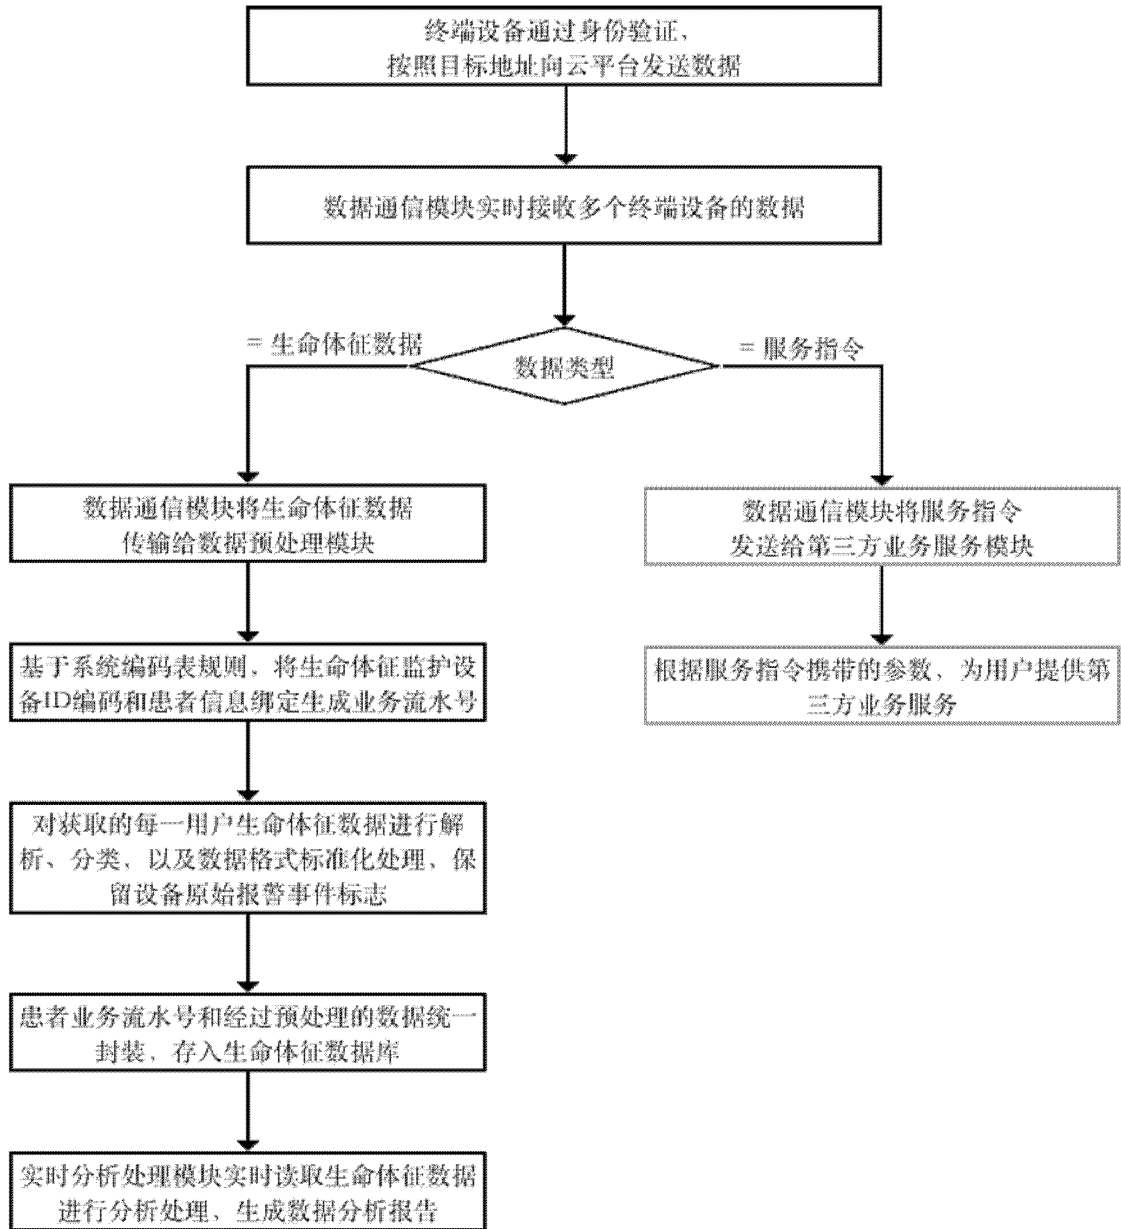 终端设备通过身份验证、
按照目标地址向云平台发送数据
数据通信模块实时接收多个终端设备的数据
= 生命体征数据
数据类型
= 服务指令
数据通信模块将生命体征数据
传输给数据预处理模块
数据通信模块将服务指令
发送给第三方业务服务模块
基于系统编码表规则、将生命体征监护设
备ID编码和患者信息绑定生成业务流水号
根据服务指令携带的参数、为用户提供第
三方业务服务
对获取的每一用户生命体征数据进行解
析、分类、以及数据格式标准化处理、保
留设备原始报警事件标志
患者业务流水号和经过预处理的数据统一
封装、存入生命体征数据库
实时分析处理模块实时读取生命体征数据
进行分析处理、生成数据分析报告